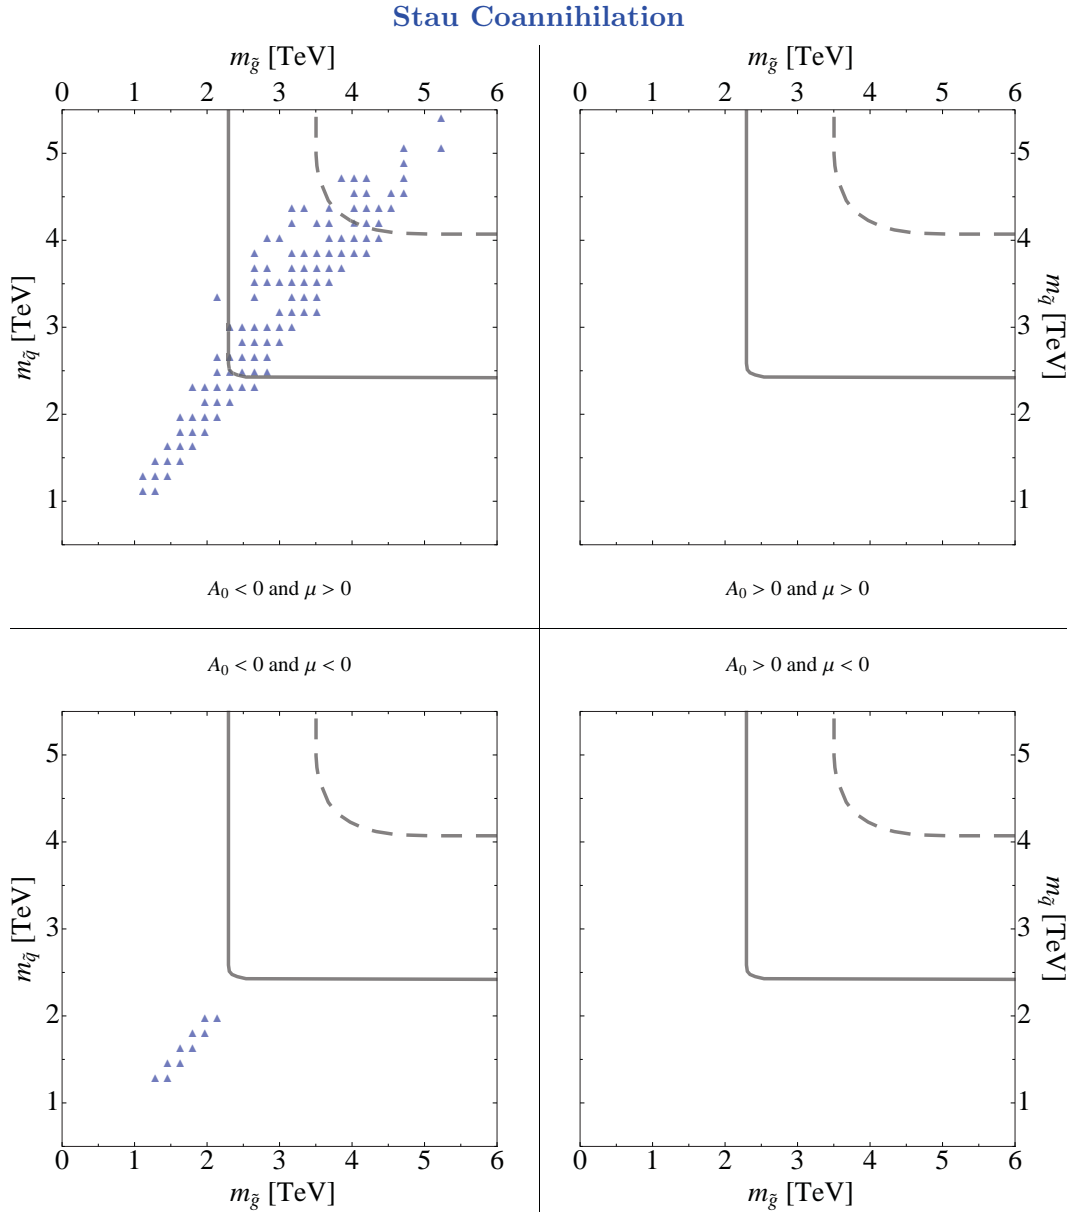 Stau Coannihilation
m_g̃ [TeV] m_g̃ [TeV]
0 1 2 3 4 5 6 0 1 2 3 4 5 6
5 5
4 4
m_q̃ [TeV] m_q̃ [TeV]
3 3
2 2
1 1
A₀ < 0 and μ > 0 A₀ > 0 and μ > 0
A₀ < 0 and μ < 0 A₀ > 0 and μ < 0
5 5
4 4
m_q̃ [TeV] m_q̃ [TeV]
3 3
2 2
1 1
0 1 2 3 4 5 6 0 1 2 3 4 5 6
m_g̃ [TeV] m_g̃ [TeV]